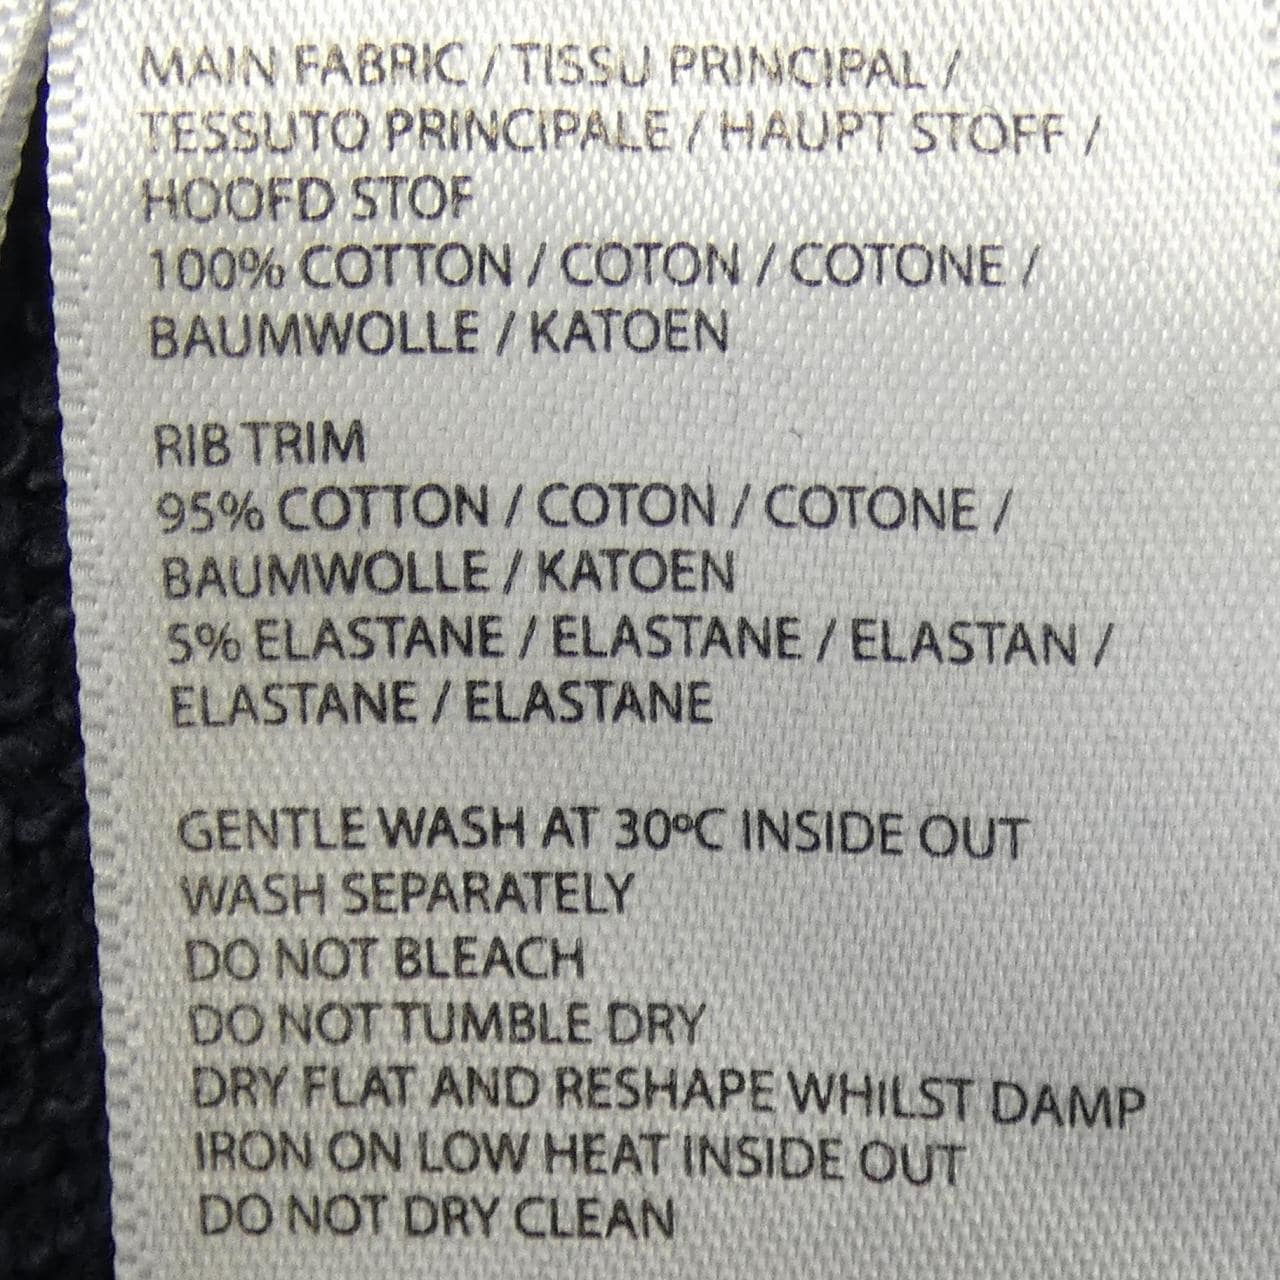 MAIN FABRIC / TISSU PRINCIPAL /
TESSUTO PRINCIPALE / HAUPT STOFF /
HOOFD STOF
100% COTTON / COTON / COTONE /
BAUMWOLLE / KATOEN
RIB TRIM
95% COTTON / COTON / COTONE /
BAUMWOLLE / KATOEN
5% ELASTANE / ELASTANE / ELASTAN /
ELASTANE / ELASTANE
GENTLE WASH AT 30ºC INSIDE OUT
WASH SEPARATELY
DO NOT BLEACH
DO NOT TUMBLE DRY
DRY FLAT AND RESHAPE WHILST DAMP
IRON ON LOW HEAT INSIDE OUT
DO NOT DRY CLEAN